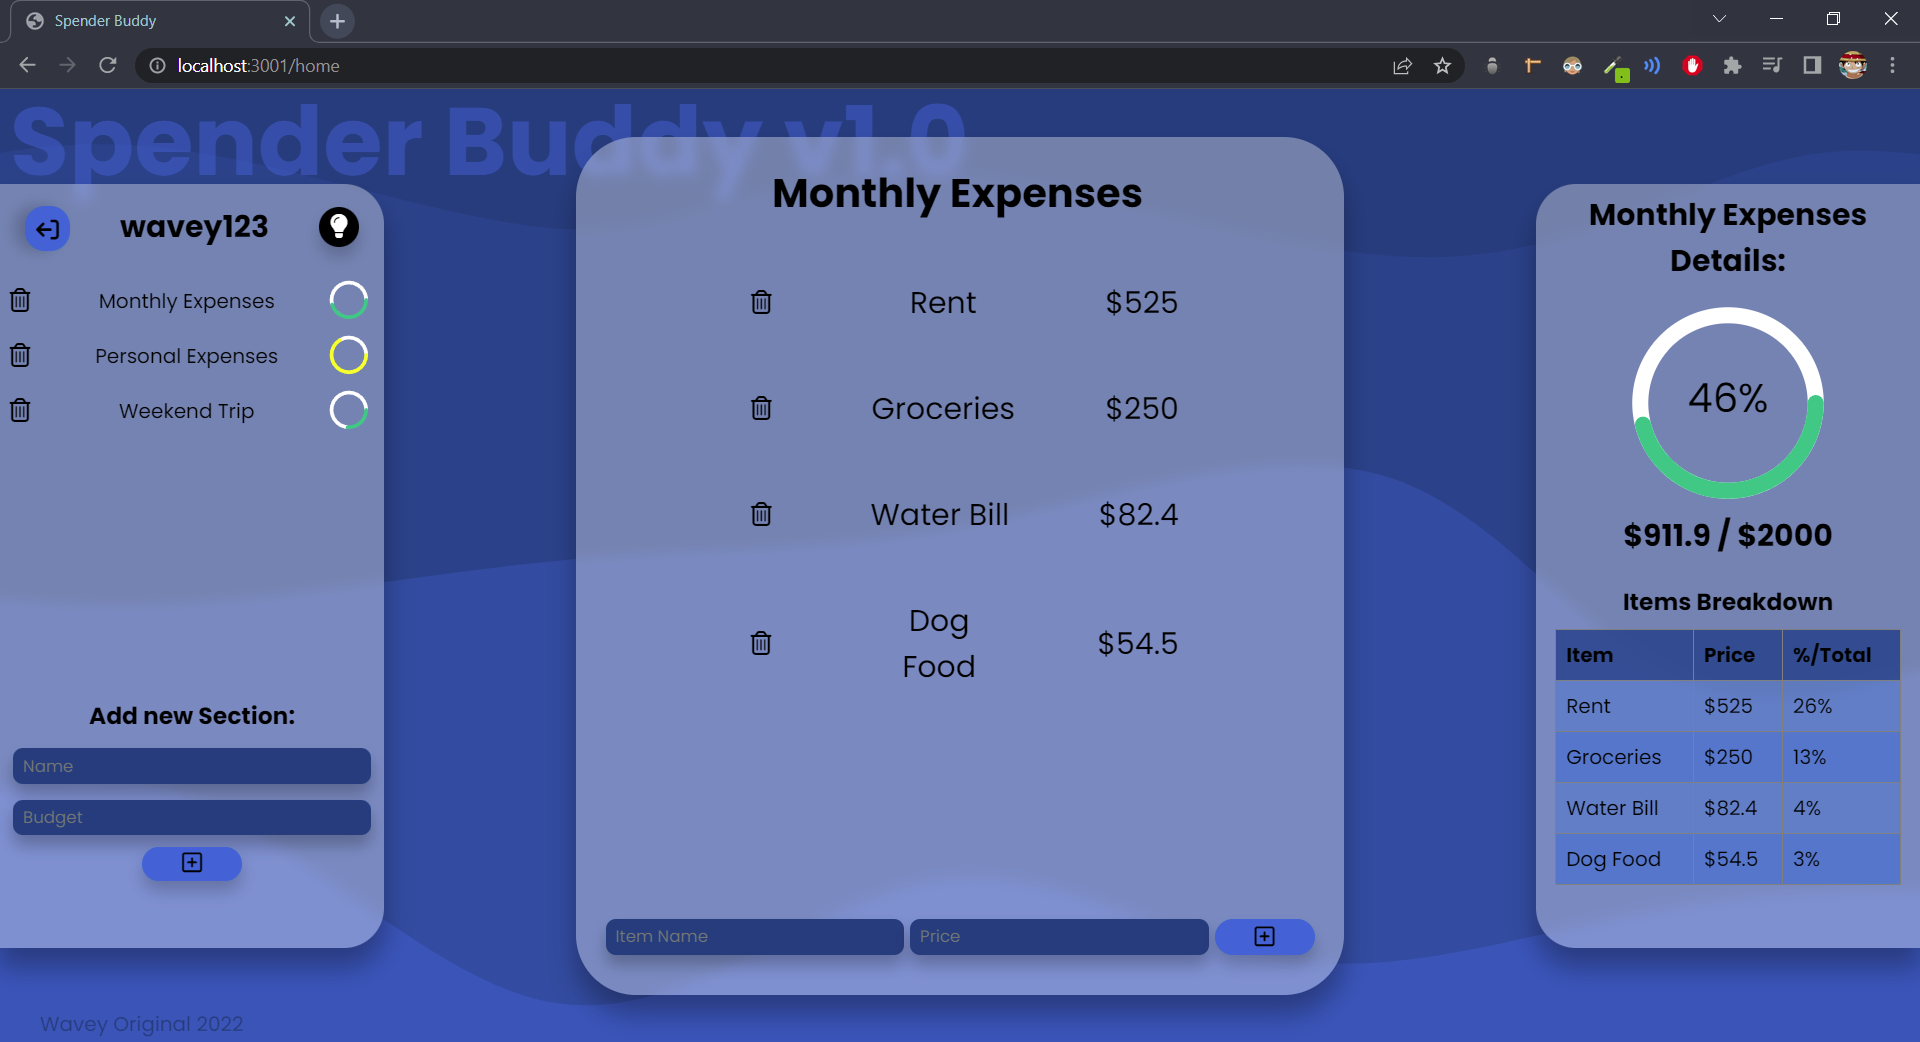 Spender Buddy
localhost:3001/home
Spender Buddy v1.0
wavey123
Monthly Expenses
Personal Expenses
Weekend Trip
Add new Section:
Name
Budget
Monthly Expenses
Rent $525
Groceries $250
Water Bill $82.4
Dog
Food
$54.5
Item Name Price
Monthly Expenses
Details:
46%
$911.9 / $2000
Items Breakdown
Item Price %/Total
Rent $525 26%
Groceries $250 13%
Water Bill $82.4 4%
Dog Food $54.5 3%
Wavey Original 2022